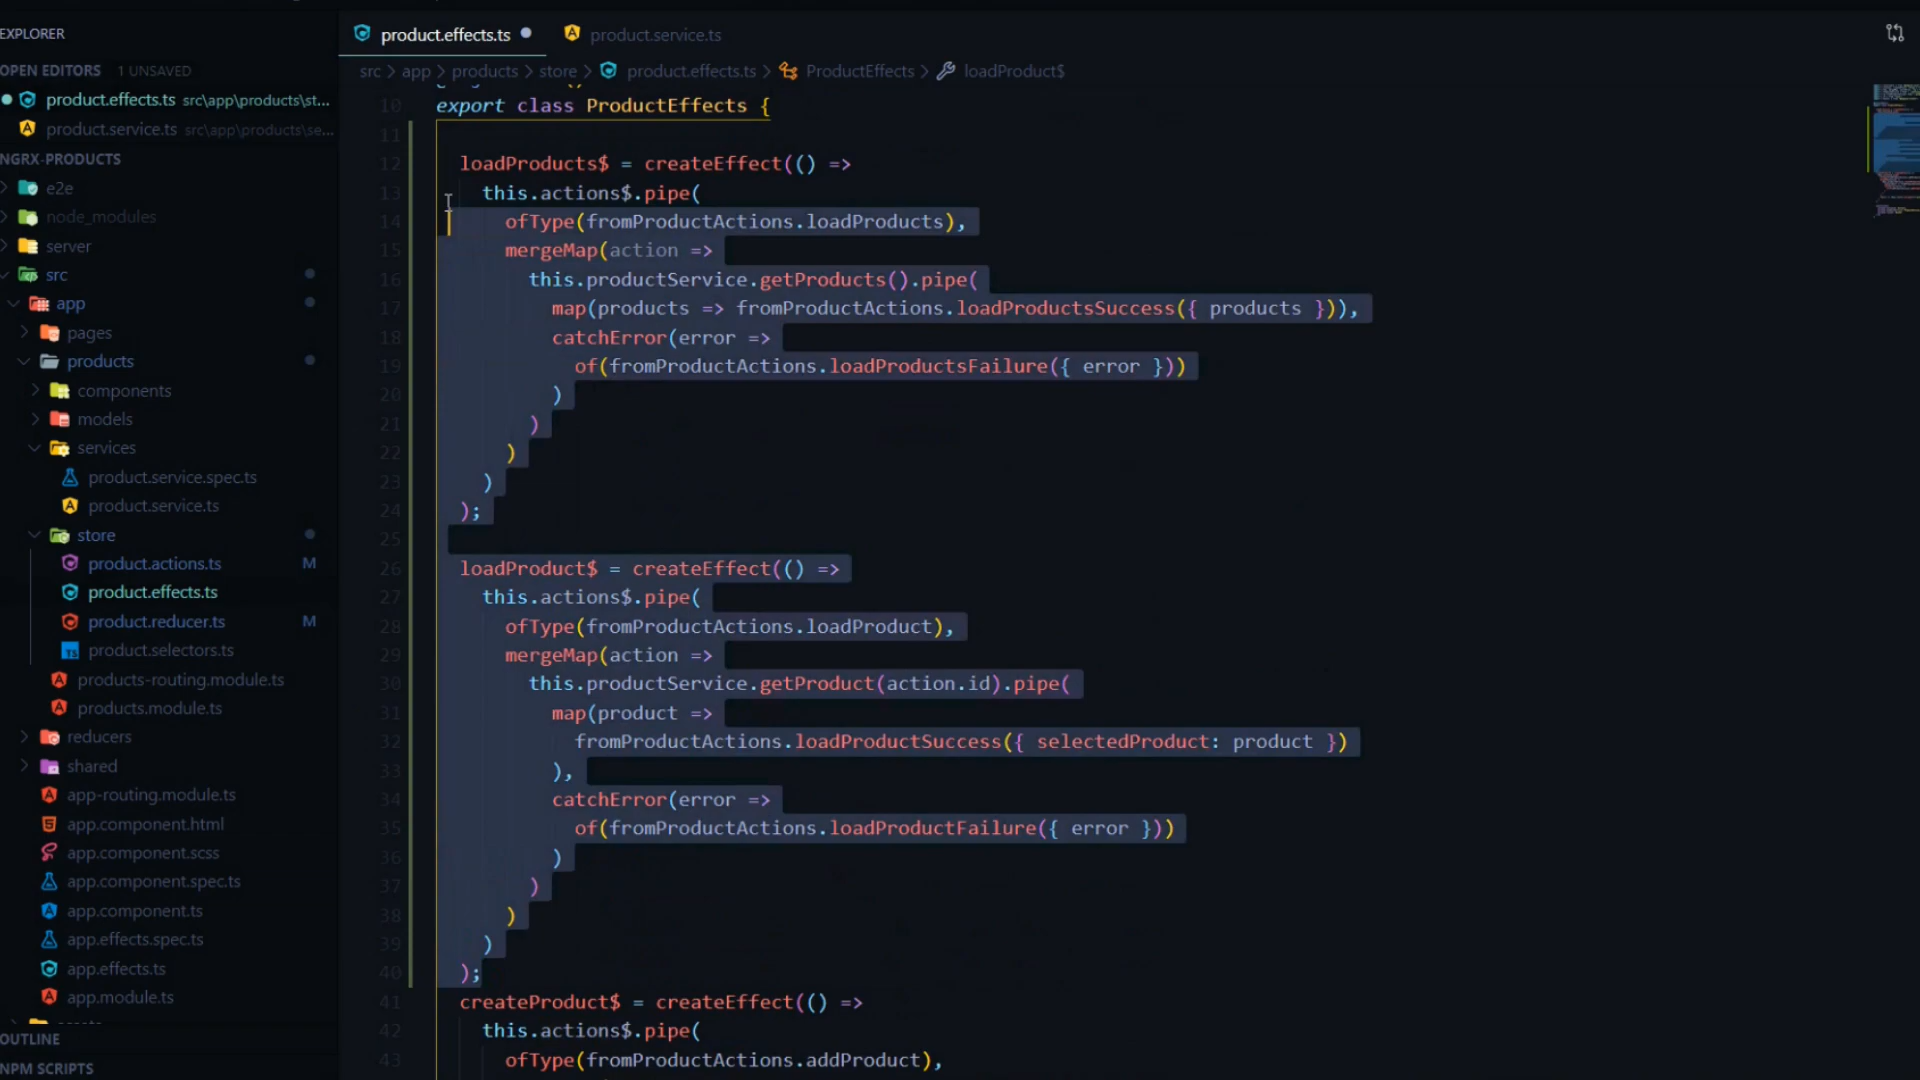 EXPLORER
OPEN EDITORS 1 UNSAVED
product.effects.ts src\app\products\st...
product.service.ts src\app\products\se...
NGRX-PRODUCTS
e2e
node_modules
server
src
app
pages
products
components
models
services
product.service.spec.ts
product.service.ts
store
product.actions.ts M
product.effects.ts
product.reducer.ts M
product.selectors.ts
products-routing.module.ts
products.module.ts
reducers
shared
app-routing.module.ts
app.component.html
app.component.scss
app.component.spec.ts
app.component.ts
app.effects.spec.ts
app.effects.ts
app.module.ts
OUTLINE
NPM SCRIPTS
product.effects.ts product.service.ts
src > app > products > store > product.effects.ts > ProductEffects > loadProduct$
10 export class ProductEffects {
11
12 loadProducts$ = createEffect(() =>
13 this.actions$.pipe(
14 ofType(fromProductActions.loadProducts),
15 mergeMap(action =>
16 this.productService.getProducts().pipe(
17 map(products => fromProductActions.loadProductsSuccess({ products })),
18 catchError(error =>
19 of(fromProductActions.loadProductsFailure({ error }))
20 )
21 )
22 )
23 )
24 );
25
26 loadProduct$ = createEffect(() =>
27 this.actions$.pipe(
28 ofType(fromProductActions.loadProduct),
29 mergeMap(action =>
30 this.productService.getProduct(action.id).pipe(
31 map(product =>
32 fromProductActions.loadProductSuccess({ selectedProduct: product })
33 ),
34 catchError(error =>
35 of(fromProductActions.loadProductFailure({ error }))
36 )
37 )
38 )
39 )
40 );
41 createProduct$ = createEffect(() =>
42 this.actions$.pipe(
43 ofType(fromProductActions.addProduct),